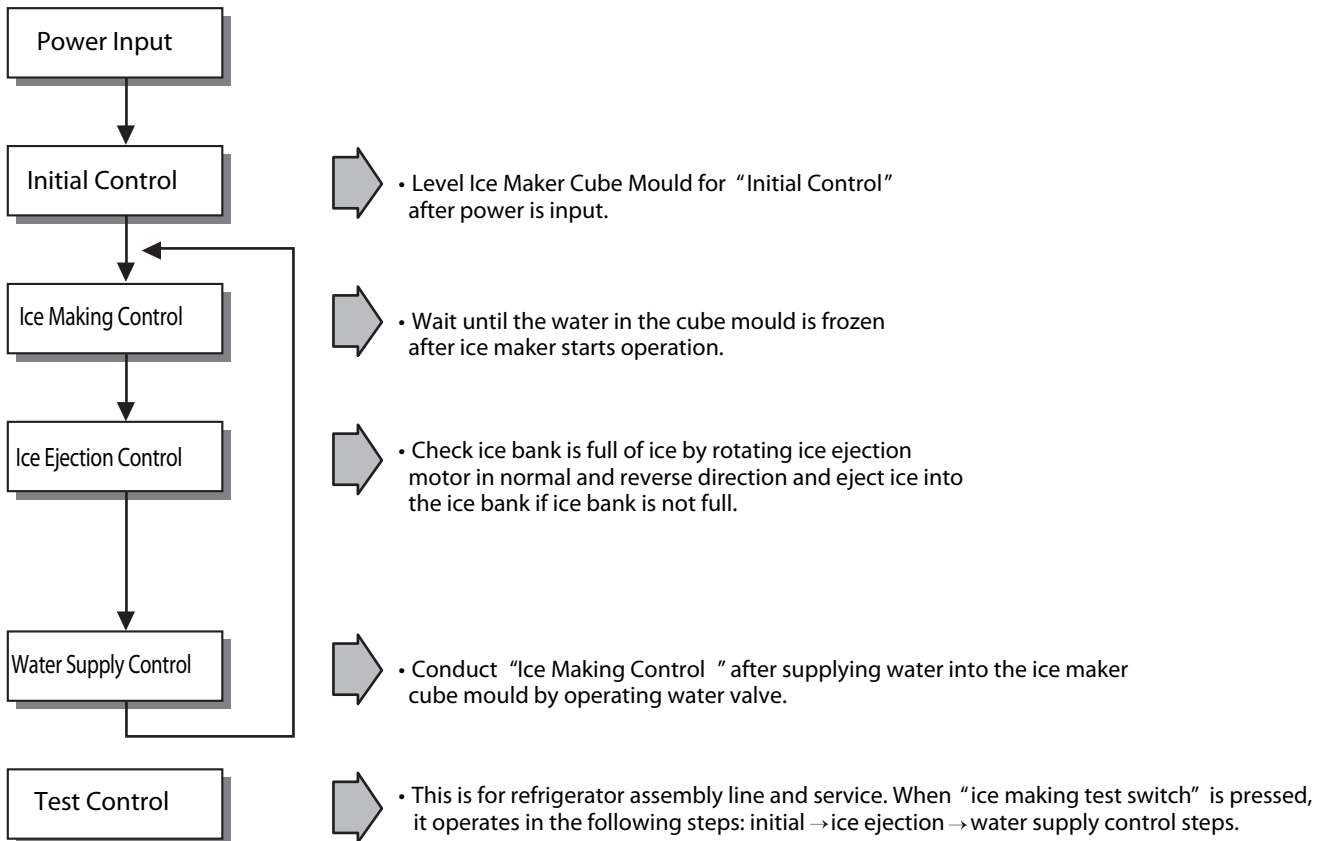 Power Input
Initial Control
• Level Ice Maker Cube Mould for “Initial Control”
after power is input.
Ice Making Control
• Wait until the water in the cube mould is frozen
after ice maker starts operation.
Ice Ejection Control
• Check ice bank is full of ice by rotating ice ejection
motor in normal and reverse direction and eject ice into
the ice bank if ice bank is not full.
Water Supply Control
• Conduct “Ice Making Control ” after supplying water into the ice maker
cube mould by operating water valve.
Test Control
• This is for refrigerator assembly line and service. When “ice making test switch” is pressed,
it operates in the following steps: initial →ice ejection→water supply control steps.